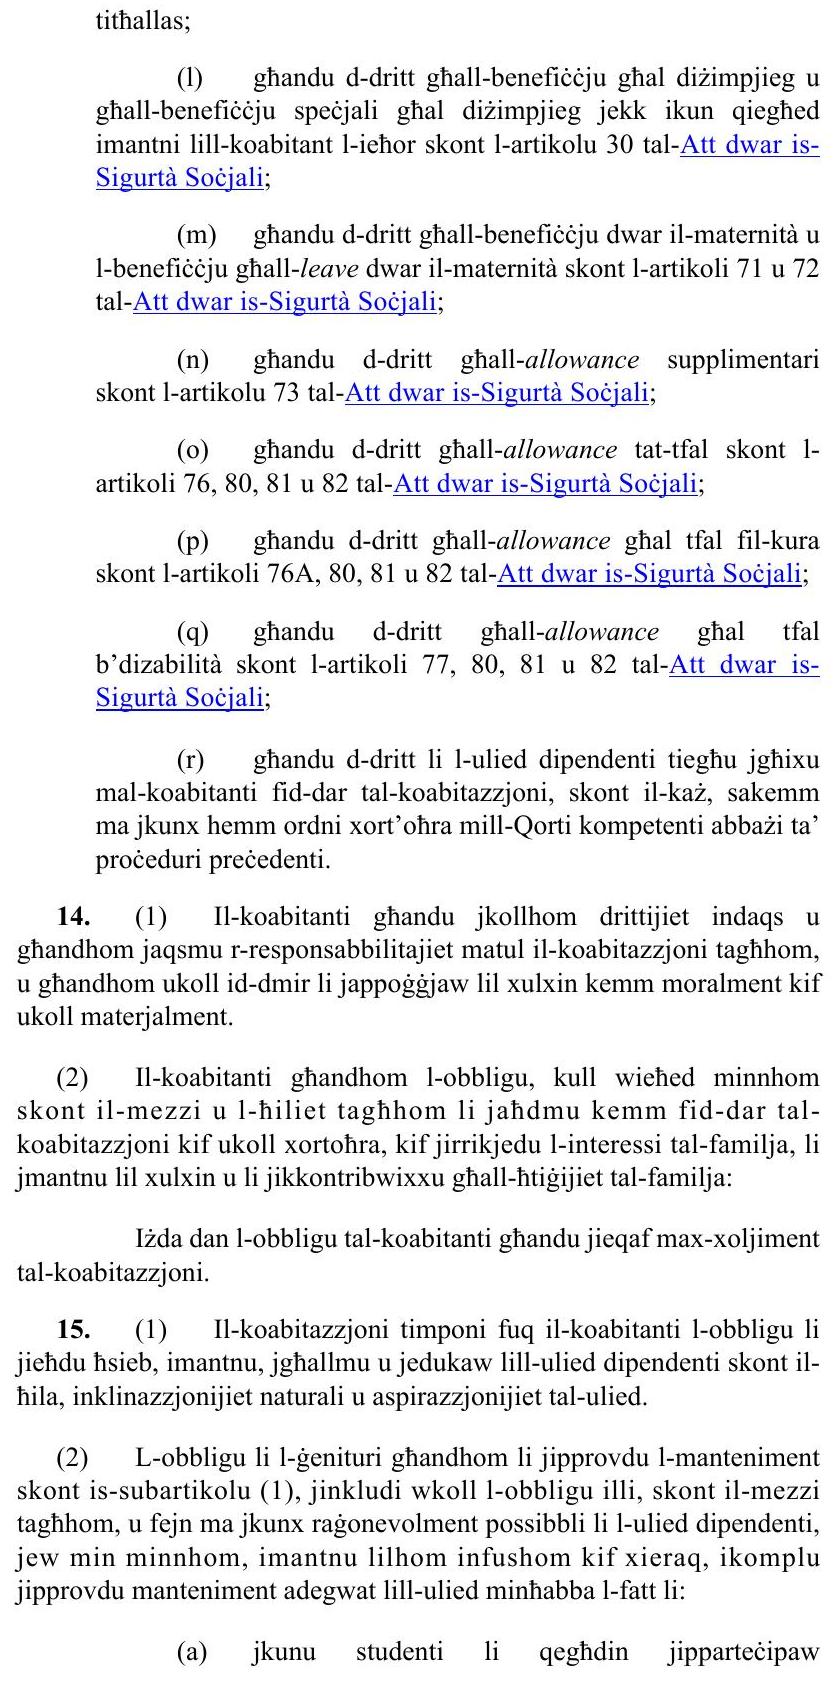 titħallas;
(l) għandu d-dritt għall-benefiċċju għal diżimpjieg u
għall-benefiċċju speċjali għal diżimpjieg jekk ikun qiegħed
imantni lill-koabitant l-ieħor skont l-artikolu 30 tal-Att dwar is-
Sigurtà Soċjali;
(m) għandu d-dritt għall-benefiċċju dwar il-maternità u
l-benefiċċju għall-leave dwar il-maternità skont l-artikoli 71 u 72
tal-Att dwar is-Sigurtà Soċjali;
(n) għandu d-dritt għall-allowance supplimentari
skont l-artikolu 73 tal-Att dwar is-Sigurtà Soċjali;
(o) għandu d-dritt għall-allowance tat-tfal skont l-
artikoli 76, 80, 81 u 82 tal-Att dwar is-Sigurtà Soċjali;
(p) għandu d-dritt għall-allowance għal tfal fil-kura
skont l-artikoli 76A, 80, 81 u 82 tal-Att dwar is-Sigurtà Soċjali;
(q) għandu d-dritt għall-allowance għal tfal
b’dizabilità skont l-artikoli 77, 80, 81 u 82 tal-Att dwar is-
Sigurtà Soċjali;
(r) għandu d-dritt li l-ulied dipendenti tiegħu jgħixu
mal-koabitanti fid-dar tal-koabitazzjoni, skont il-każ, sakemm
ma jkunx hemm ordni xort’oħra mill-Qorti kompetenti abbażi ta’
proċeduri preċedenti.
14. (1) Il-koabitanti għandu jkollhom drittijiet indaqs u
għandhom jaqsmu r-responsabbilitajiet matul il-koabitazzjoni tagħhom,
u għandhom ukoll id-dmir li jappoġġjaw lil xulxin kemm moralment kif
ukoll materjalment.
(2) Il-koabitanti għandhom l-obbligu, kull wieħed minnhom
skont il-mezzi u l-ħiliet tagħhom li jaħdmu kemm fid-dar tal-
koabitazzjoni kif ukoll xortoħra, kif jirrikjedu l-interessi tal-familja, li
jmantnu lil xulxin u li jikkontribwixxu għall-ħtiġijiet tal-familja:
Iżda dan l-obbligu tal-koabitanti għandu jieqaf max-xoljiment
tal-koabitazzjoni.
15. (1) Il-koabitazzjoni timponi fuq il-koabitanti l-obbligu li
jieħdu ħsieb, imantnu, jgħallmu u jedukaw lill-ulied dipendenti skont il-
ħila, inklinazzjonijiet naturali u aspirazzjonijiet tal-ulied.
(2) L-obbligu li l-ġenituri għandhom li jipprovdu l-manteniment
skont is-subartikolu (1), jinkludi wkoll l-obbligu illi, skont il-mezzi
tagħhom, u fejn ma jkunx raġonevolment possibbli li l-ulied dipendenti,
jew min minnhom, imantnu lilhom infushom kif xieraq, ikomplu
jipprovdu manteniment adegwat lill-ulied minħabba l-fatt li:
(a) jkunu studenti li qegħdin jipparteċipaw